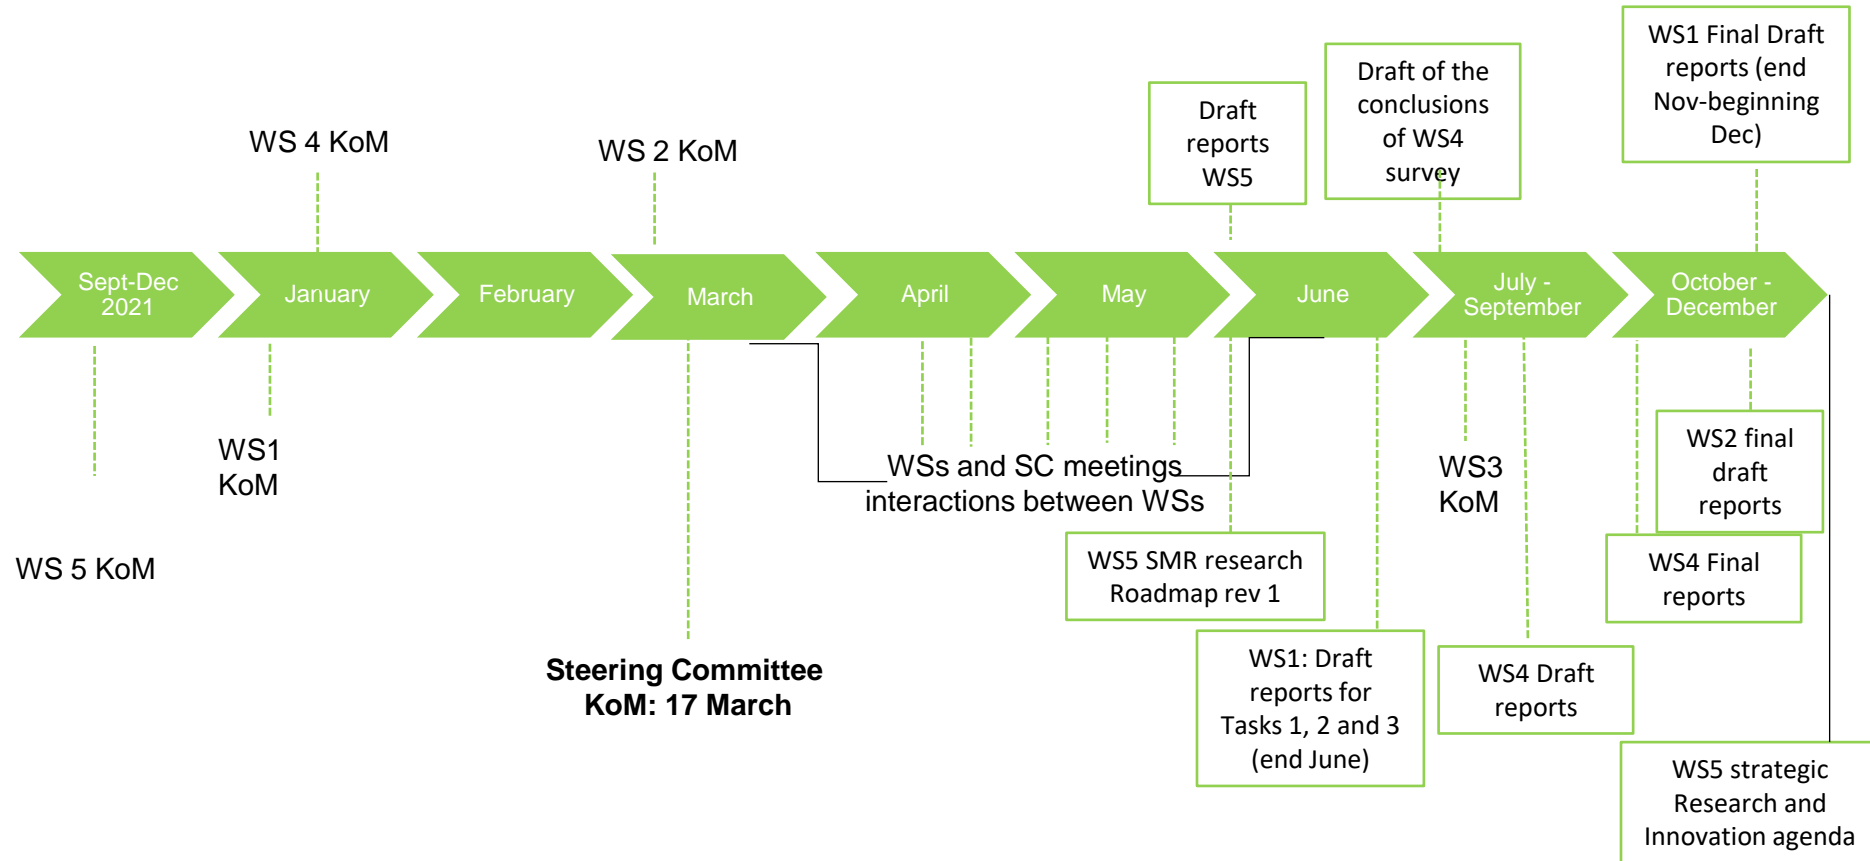 WS1 Final Draft
reports (end
Nov-beginning
Dec)
Draft of the
conclusions
of WS4
survey
Draft
reports
WS5
WS 4 KoM
WS 2 KoM
Sept-Dec
2021
January
February
March
April
May
June
July -
September
October -
December
WS1
KoM
WS 5 KoM
WSs and SC meetings
interactions between WSs
WS3
KoM
WS2 final
draft
reports
WS5 SMR research
Roadmap rev 1
WS4 Final
reports
Steering Committee
KoM: 17 March
WS1: Draft
reports for
Tasks 1, 2 and 3
(end June)
WS4 Draft
reports
WS5 strategic
Research and
Innovation agenda